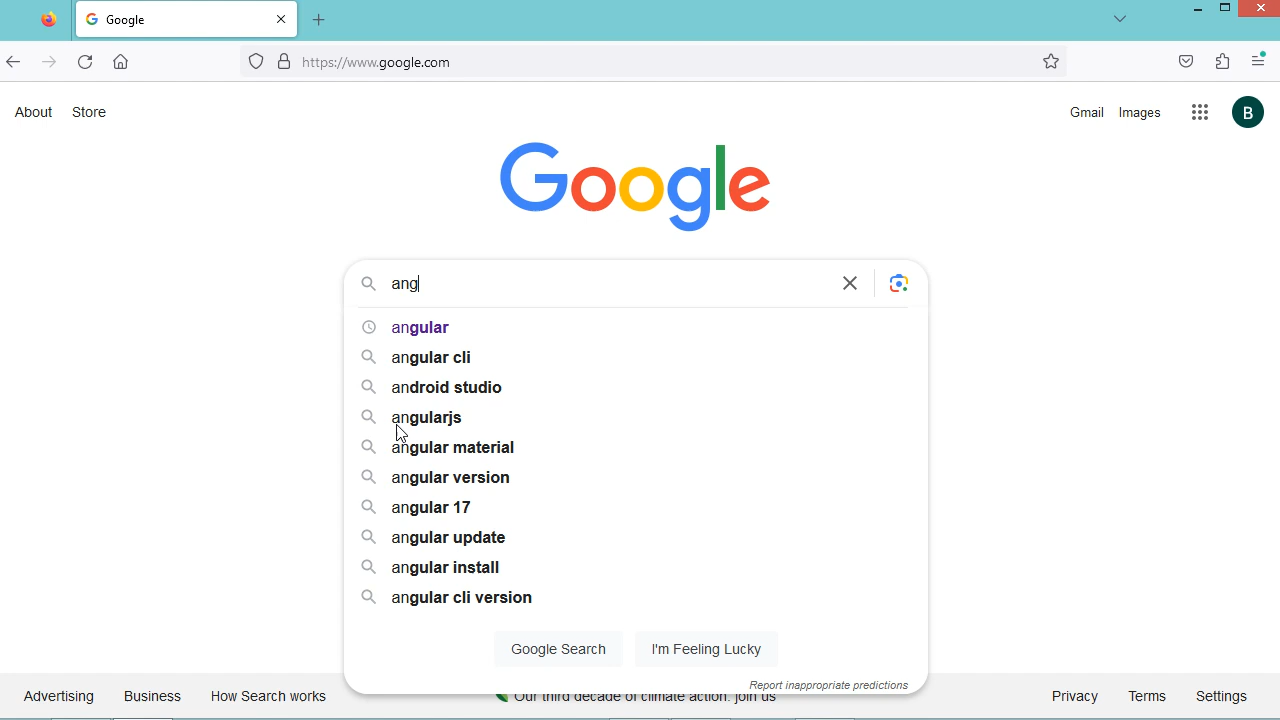 Google
https://www.google.com
About Store
Gmail Images
B
Google
ang
angular
angular cli
android studio
angularjs
angular material
angular version
angular 17
angular update
angular install
angular cli version
Google Search
I'm Feeling Lucky
Report inappropriate predictions
Advertising Business How Search works
Our third decade of climate action: join us
Privacy Terms Settings